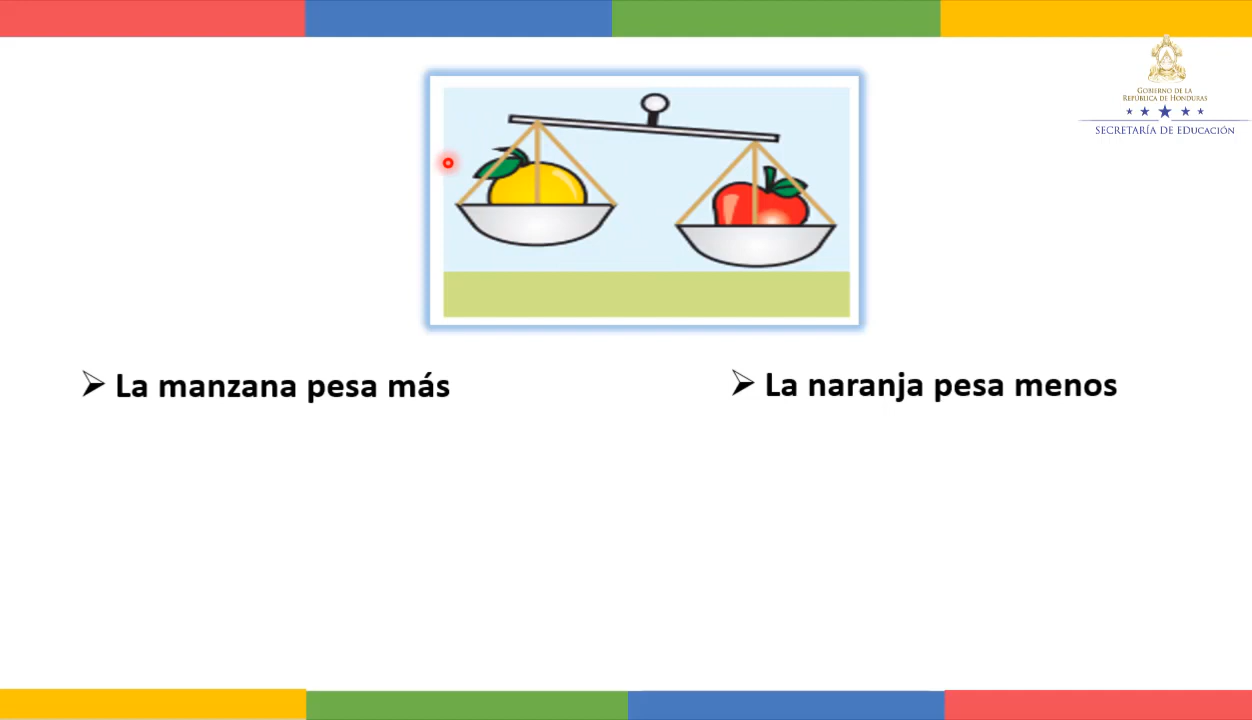 GOBIERNO DE LA
REPÚBLICA DE HONDURAS
SECRETARÍA DE EDUCACIÓN
➢ La manzana pesa más
➢ La naranja pesa menos